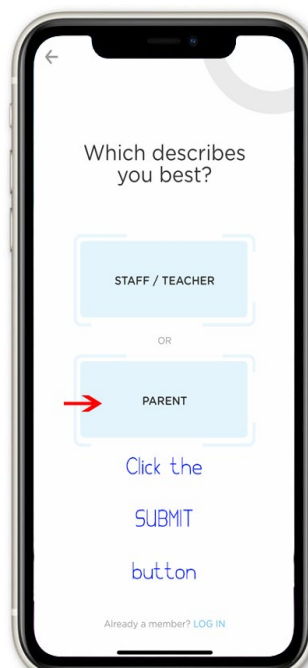 Which describes
you best?
STAFF / TEACHER
OR
PARENT
Click the
SUBMIT
button
Already a member? LOG IN